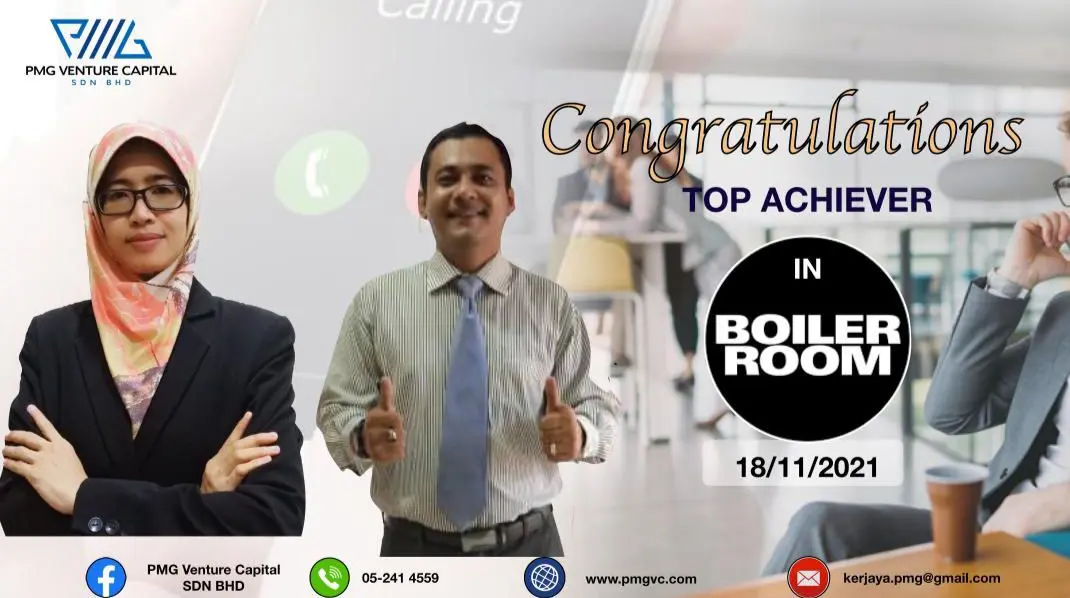 PMG VENTURE CAPITAL
SDN BHD
Calling
Congratulations
TOP ACHIEVER
IN
BOILER
ROOM
18/11/2021
PMG Venture Capital
SDN BHD
05-241 4559
www.pmgvc.com
kerjaya.pmg@gmail.com